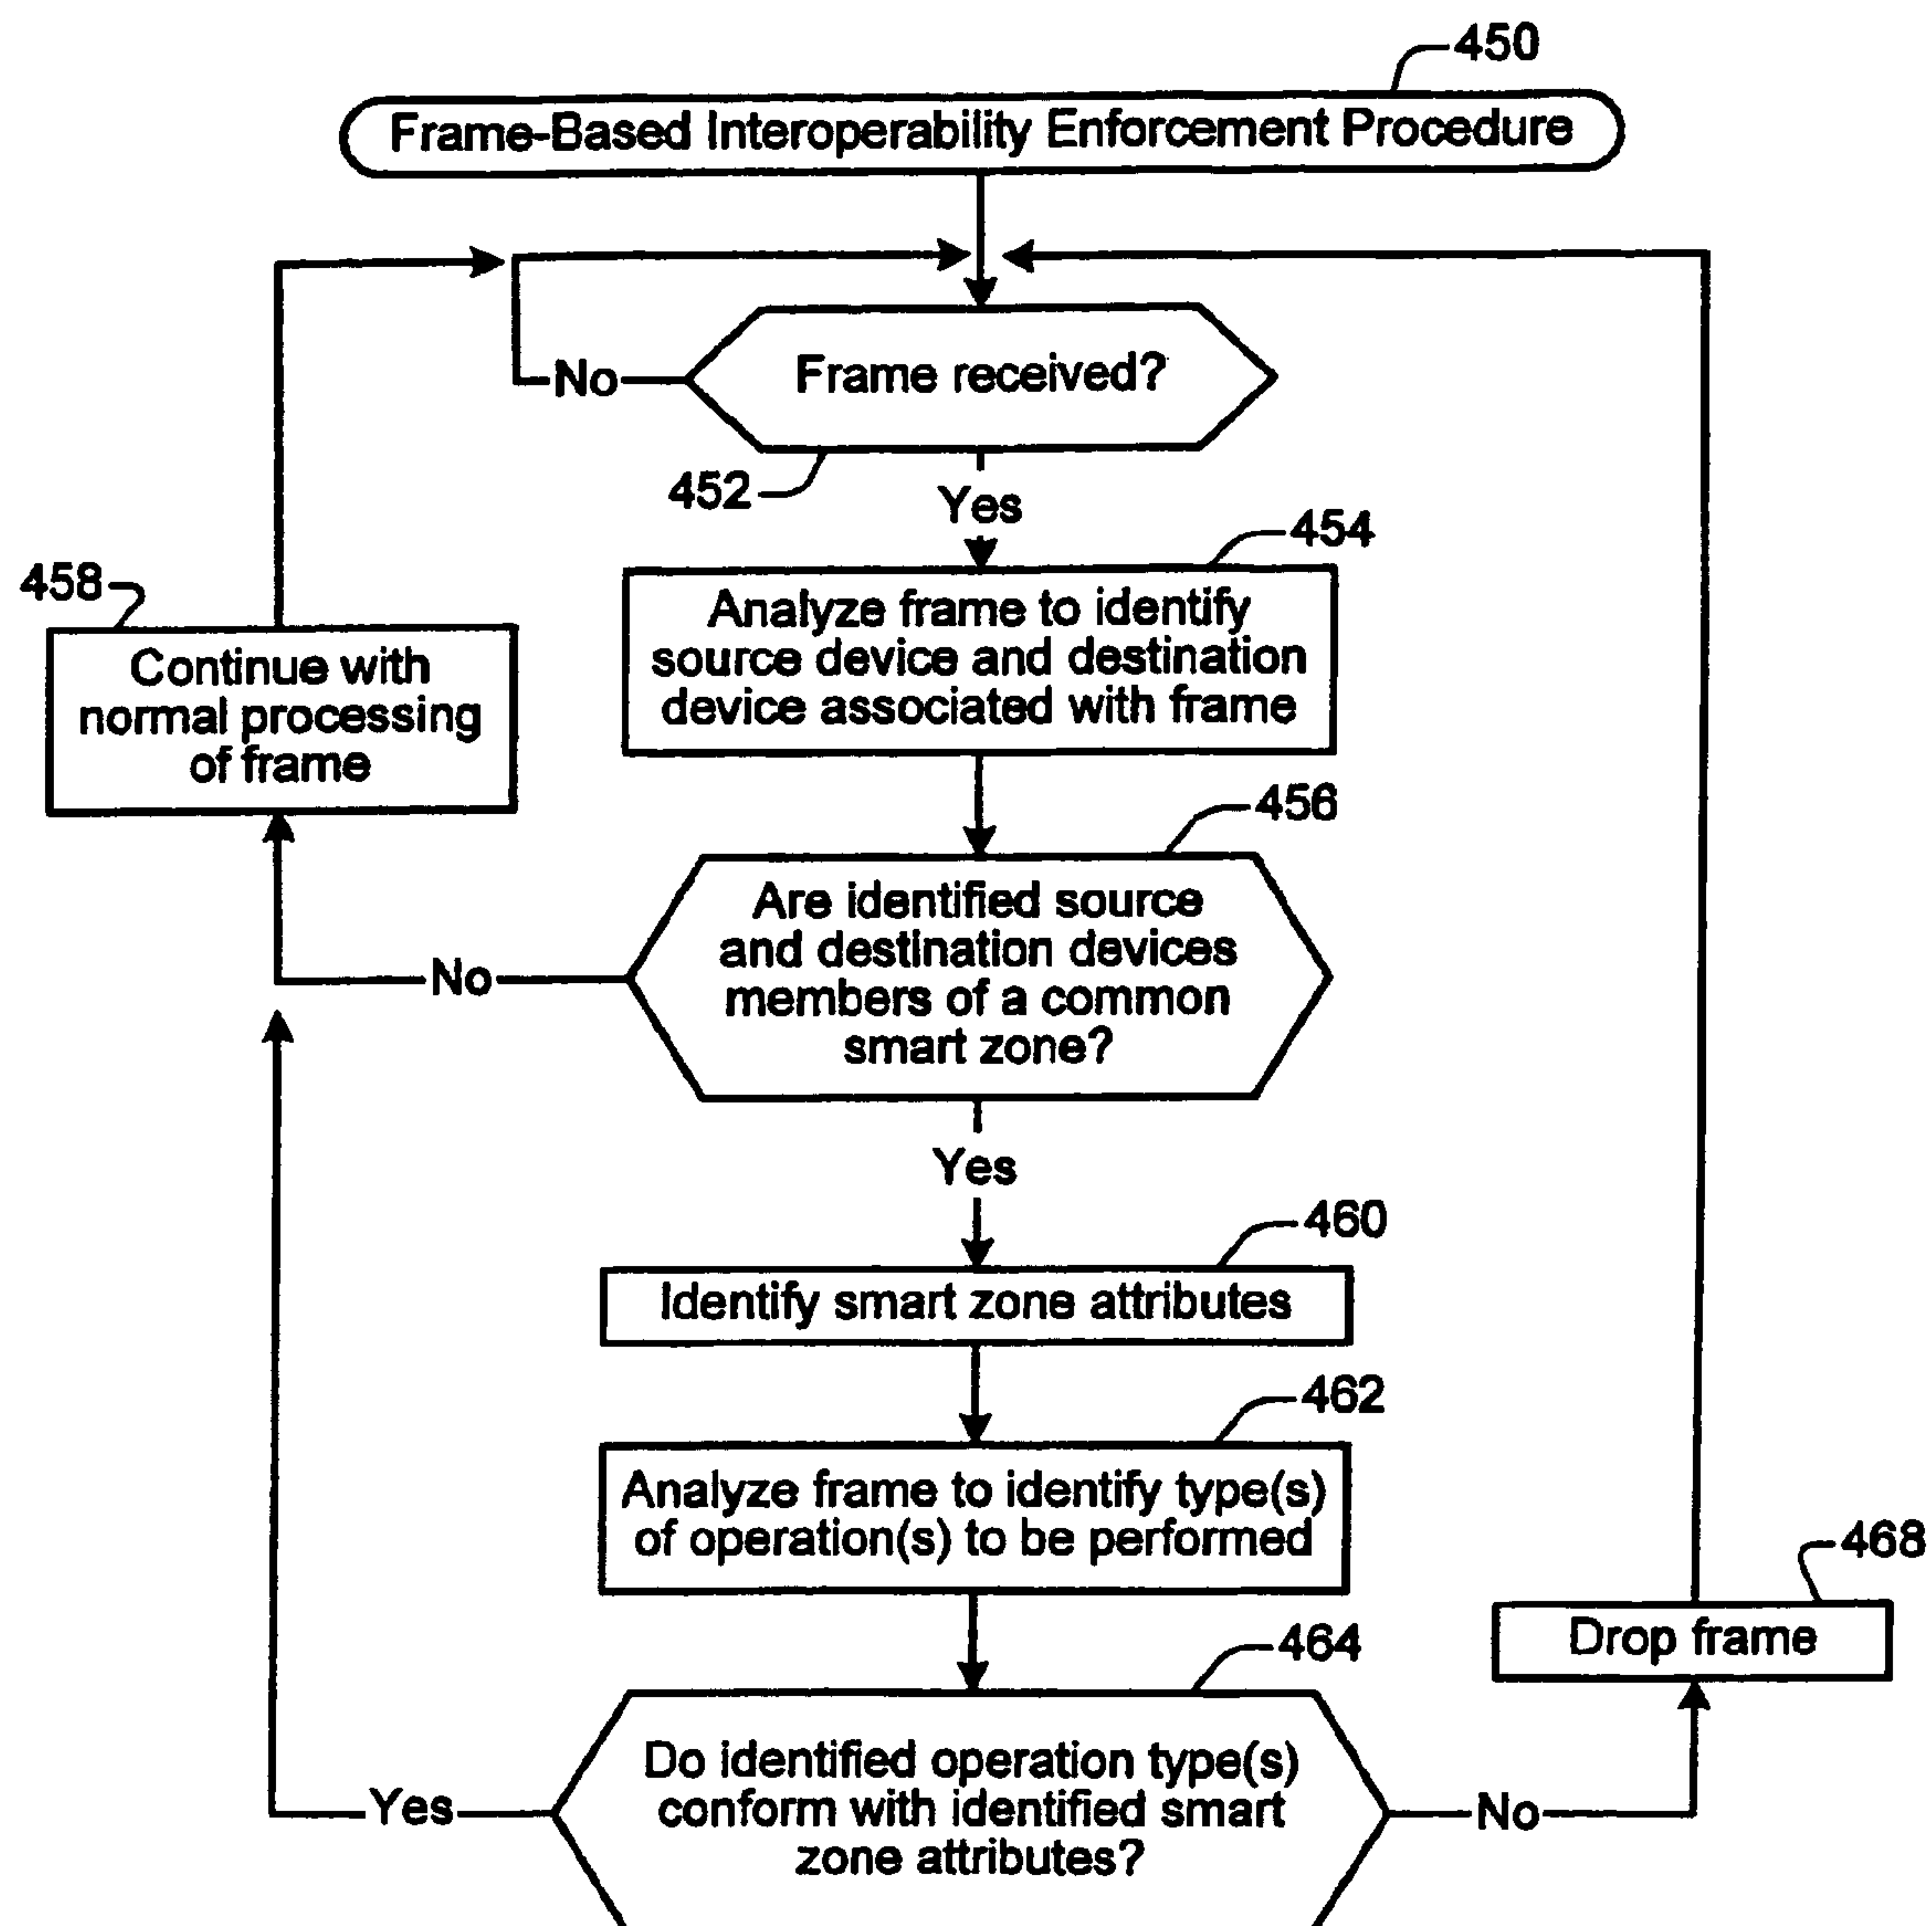 450
Frame-Based Interoperability Enforcement Procedure
Frame received?
No
452
Yes
454
Analyze frame to identify
source device and destination
device associated with frame
458
Continue with
normal processing
of frame
456
Are identified source
and destination devices
members of a common
smart zone?
No
Yes
460
Identify smart zone attributes
462
Analyze frame to identify type(s)
of operation(s) to be performed
468
Drop frame
464
Do identified operation type(s)
conform with identified smart
zone attributes?
Yes
No